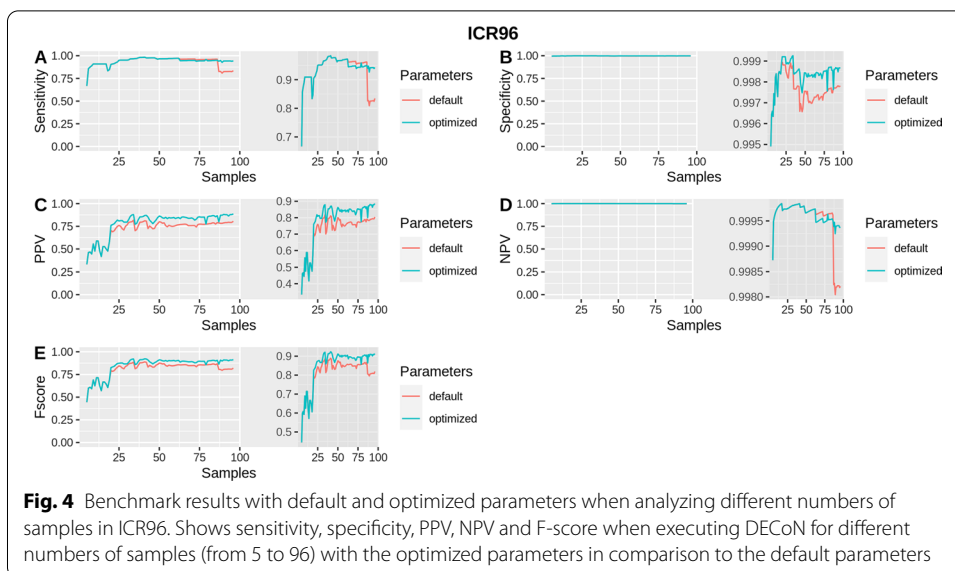 ICR96
A
Sensitivity
1.00
0.75
0.50
0.25
0.00
25 50 75 100
Samples
0.9
0.8
0.7
25 50 75 100
Parameters
default
optimized
B
Specificity
1.00
0.75
0.50
0.25
0.00
25 50 75 100
Samples
0.999
0.998
0.997
0.996
0.995
25 50 75 100
Parameters
default
optimized
C
PPV
1.00
0.75
0.50
0.25
0.00
25 50 75 100
Samples
0.9
0.8
0.7
0.6
0.5
0.4
25 50 75 100
Parameters
default
optimized
D
NPV
1.00
0.75
0.50
0.25
0.00
25 50 75 100
Samples
0.9995
0.9990
0.9985
0.9980
25 50 75 100
Parameters
default
optimized
E
Fscore
1.00
0.75
0.50
0.25
0.00
25 50 75 100
Samples
0.9
0.8
0.7
0.6
0.5
25 50 75 100
Parameters
default
optimized
Fig. 4 Benchmark results with default and optimized parameters when analyzing different numbers of
samples in ICR96. Shows sensitivity, specificity, PPV, NPV and F-score when executing DECoN for different
numbers of samples (from 5 to 96) with the optimized parameters in comparison to the default parameters